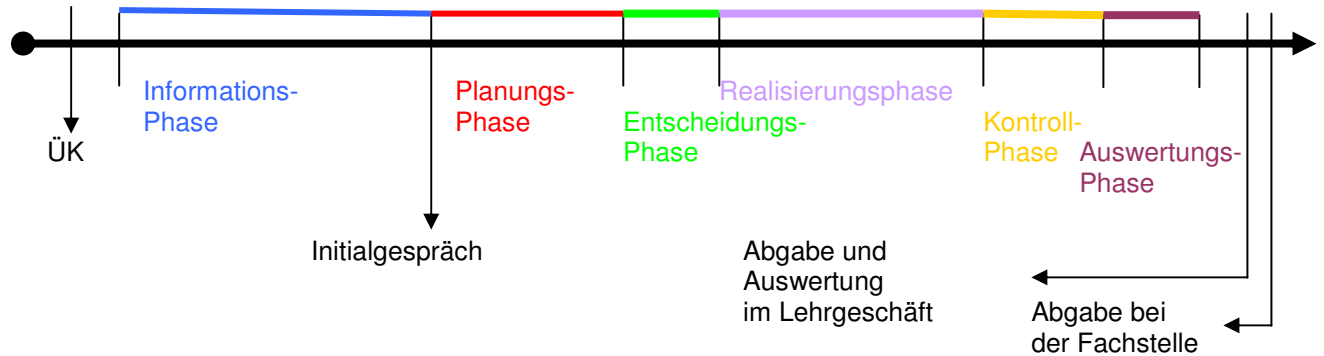 Informations-
Phase
Planungs-
Phase
Entscheidungs-
Phase
Realisierungsphase
Kontroll-
Phase
Auswertungs-
Phase
ÜK
Initialgespräch
Abgabe und
Auswertung
im Lehrgeschäft
Abgabe bei
der Fachstelle